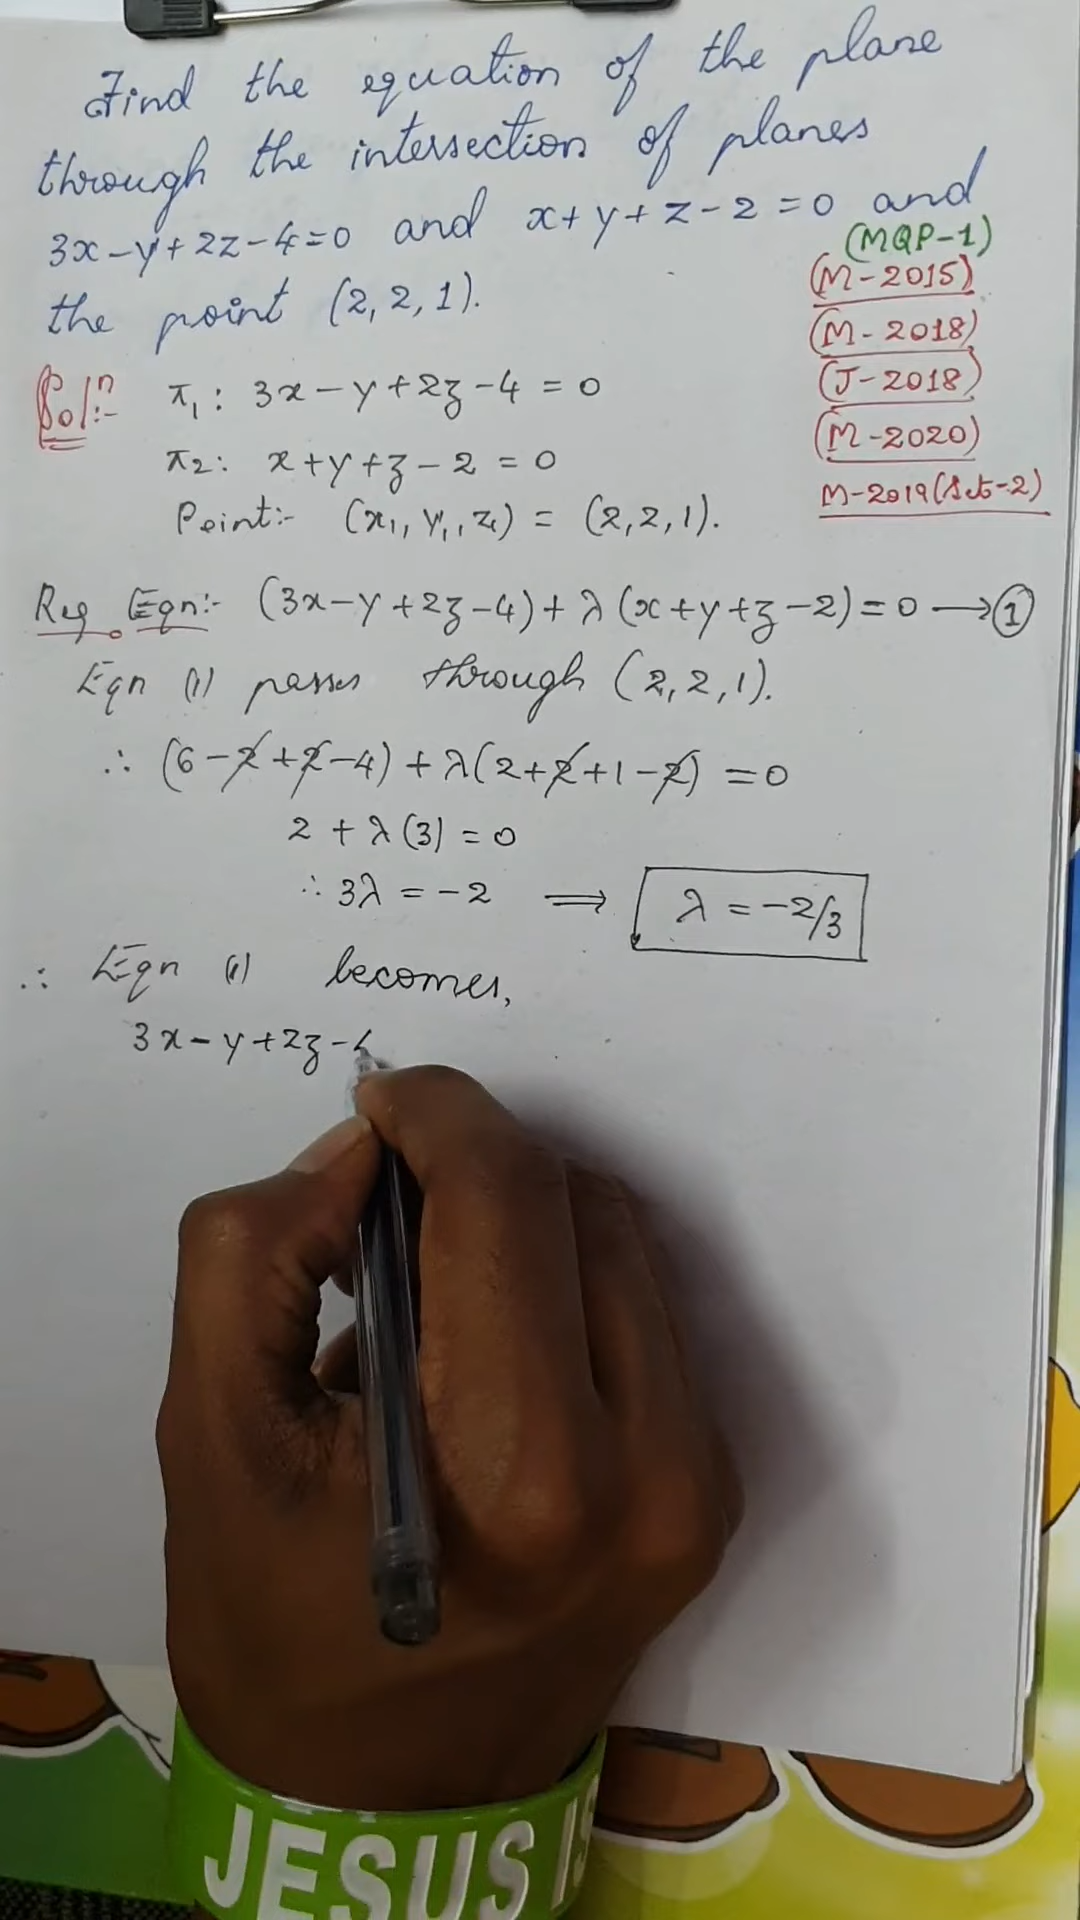 Find the equation of the plane
through the intersection of planes
3x-y+2z-4=0 and x+y+z-2=0 and
(MQP-1)
the point (2,2,1).
(M-2015)
(M-2018)
(J-2018)
(M-2020)
M-2019(Set-2)
Solⁿ:- π₁: 3x-y+2z-4=0
π₂: x+y+z-2=0
Point:- (x₁, y₁, z₁) = (2,2,1).
Req Eqn:- (3x-y+2z-4)+λ(x+y+z-2)=0 →①
Eqn (1) passes through (2,2,1).
∴ (6-2+2-4)+λ(2+2+1-2)=0
2+λ(3)=0
∴ 3λ=-2 ⟹ λ=-2/3
∴ Eqn (1) becomes,
3x-y+2z-4
JESUS IS